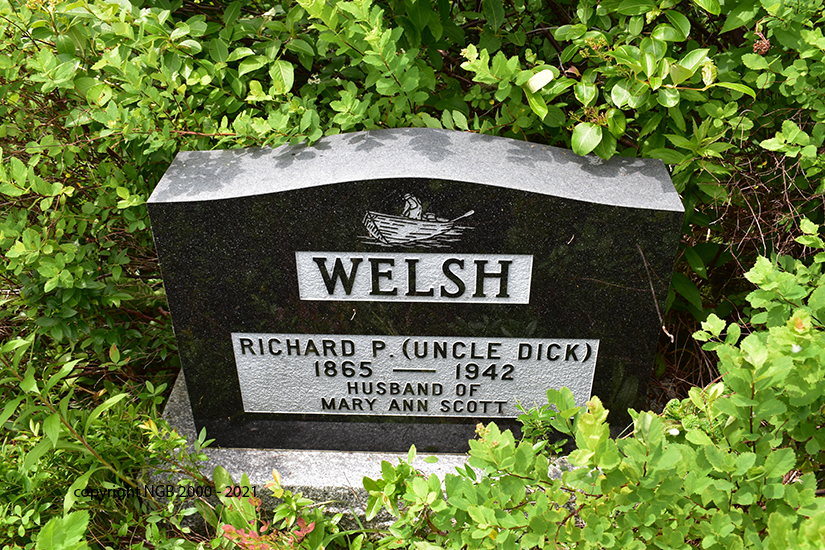 WELSH
RICHARD P. (UNCLE DICK)
1865 — 1942
HUSBAND OF
MARY ANN SCOTT
copyright NGB 2000 - 2021